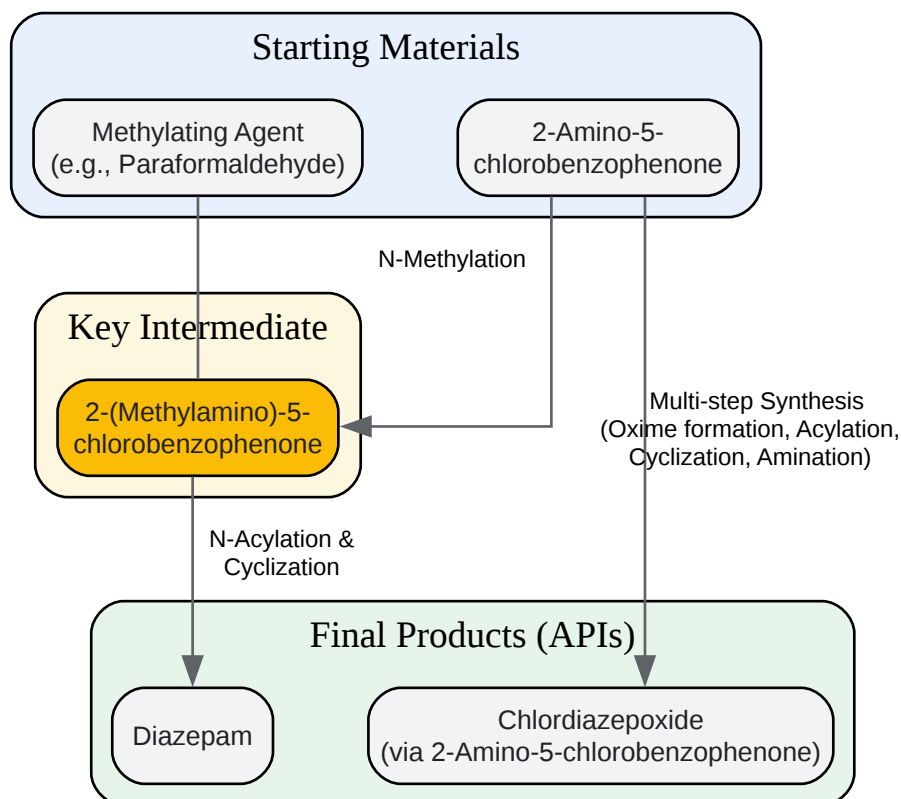 Starting Materials
Methylating Agent
(e.g., Paraformaldehyde)
2-Amino-5-
chlorobenzophenone
N-Methylation
Key Intermediate
2-(Methylamino)-5-
chlorobenzophenone
Multi-step Synthesis
(Oxime formation, Acylation,
Cyclization, Amination)
N-Acylation &
Cyclization
Final Products (APIs)
Diazepam
Chlordiazepoxide
(via 2-Amino-5-chlorobenzophenone)